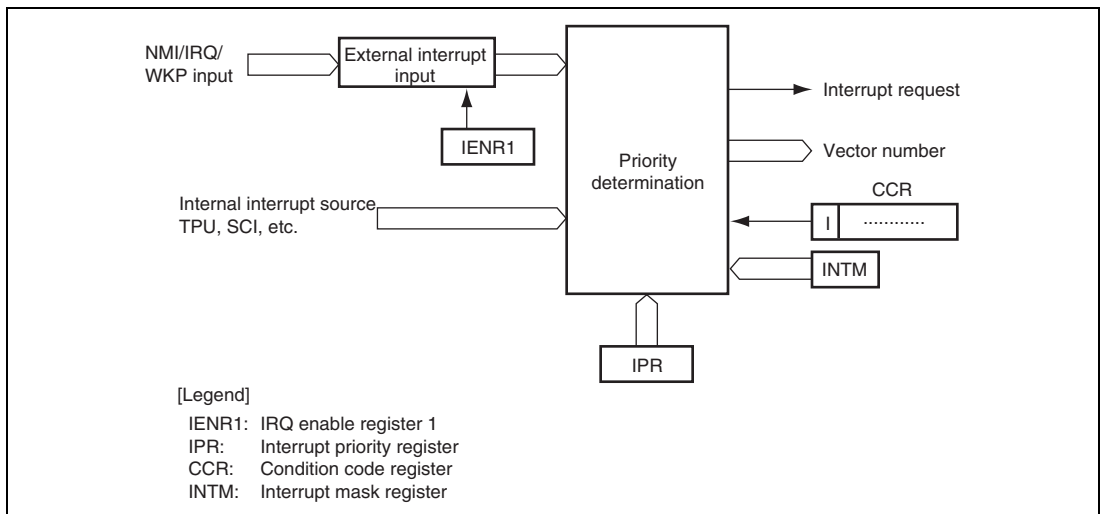 NMI/IRQ/
WKP input
External interrupt
input
IENR1
Internal interrupt source
TPU, SCI, etc.
Priority
determination
Interrupt request
Vector number
CCR
I ............
INTM
IPR
[Legend]
IENR1: IRQ enable register 1
IPR: Interrupt priority register
CCR: Condition code register
INTM: Interrupt mask register